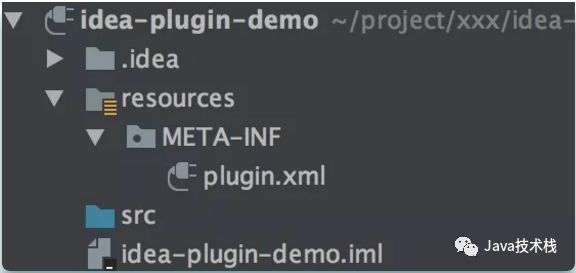 idea-plugin-demo ~/project/xxx/idea-
.idea
resources
META-INF
plugin.xml
src
idea-plugin-demo.iml
Java技术栈